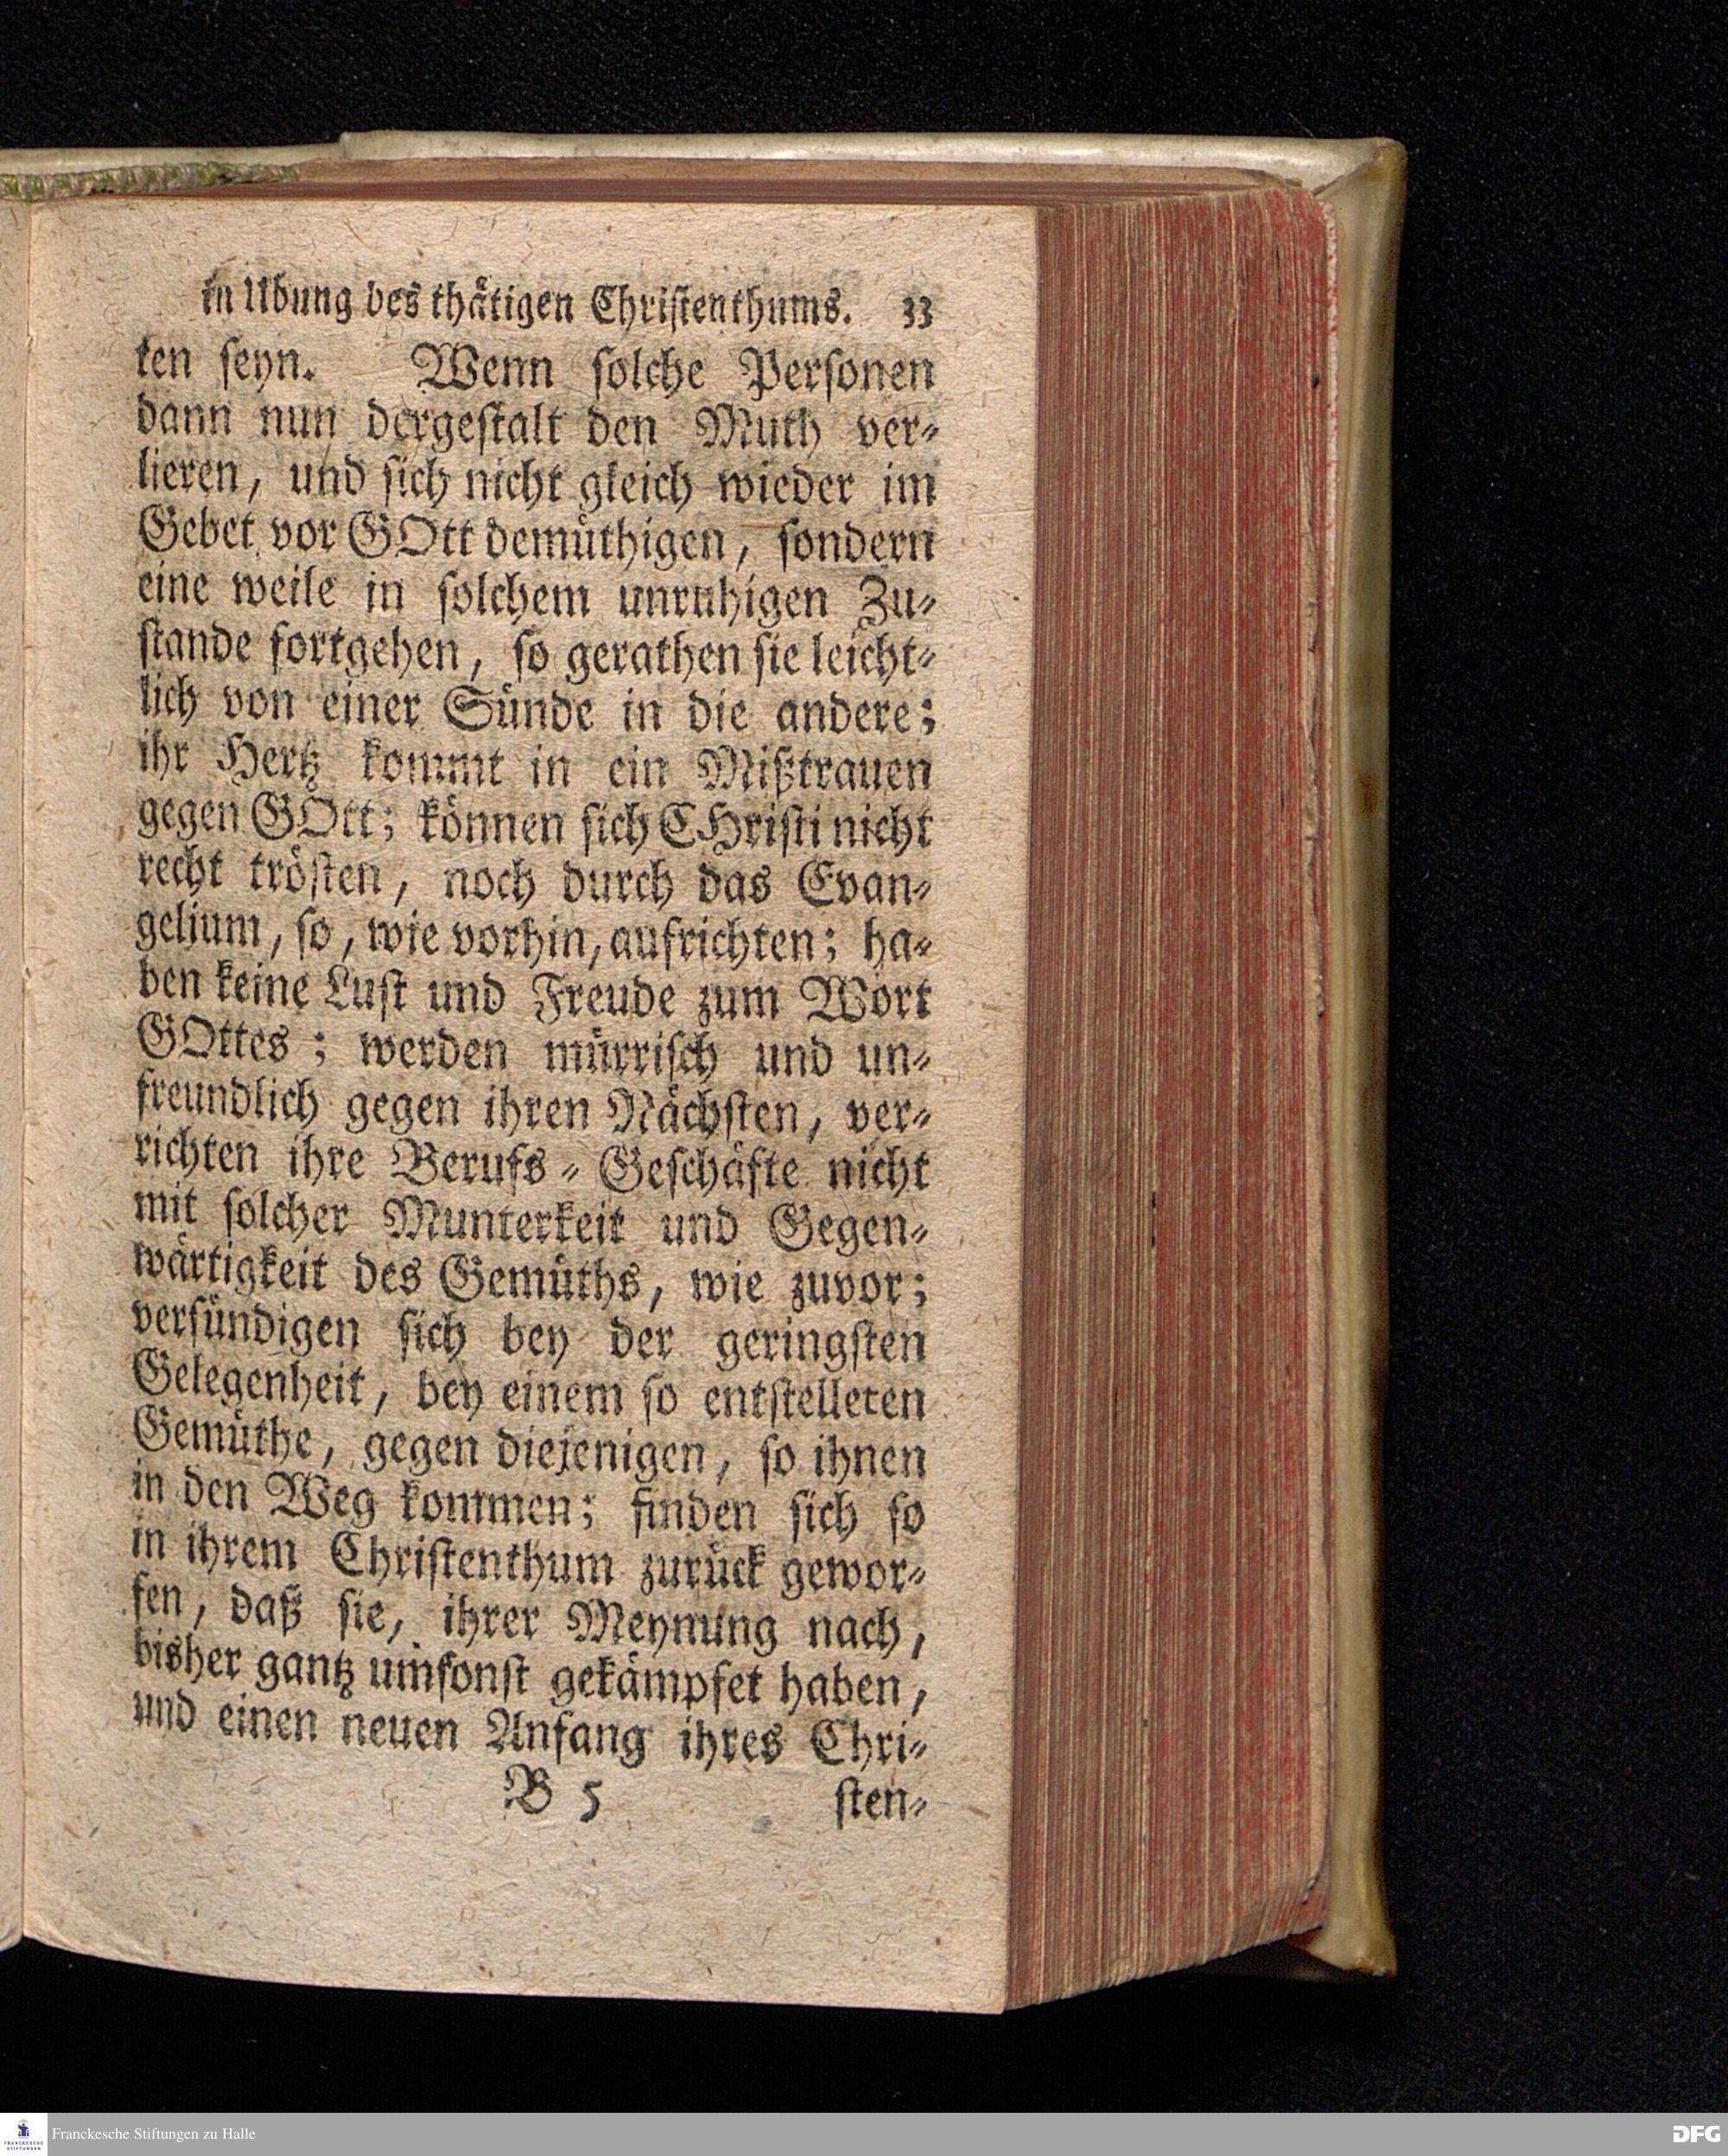 in Ubung des thätigen Christenthums. 33
ten seyn. Wenn solche Personen
dann nun dergestalt den Muth ver-
lieren, und sich nicht gleich wieder im
Gebet vor GOtt demüthigen, sondern
eine weile in solchem unruhigen Zu-
stande fortgehen, so gerathen sie leicht-
lich von einer Sünde in die andere;
ihr Hertz kommt in ein Mißtrauen
gegen GOtt; können sich CHristi nicht
recht trösten, noch durch das Evan-
gelium, so, wie vorhin, aufrichten; ha-
ben keine Lust und Freude zum Wort
GOttes; werden mürrisch und un-
freundlich gegen ihren Nächsten, ver-
richten ihre Berufs-Geschäfte nicht
mit solcher Munterkeit und Gegen-
wärtigkeit des Gemüths, wie zuvor;
versündigen sich bey der geringsten
Gelegenheit, bey einem so entstelleten
Gemüthe, gegen diejenigen, so ihnen
in den Weg kommen; finden sich so
in ihrem Christenthum zurück gewor-
fen, daß sie, ihrer Meynung nach,
bisher gantz umsonst gekämpfet haben,
und einen neuen Anfang ihres Chri-
B 5 sten-
FRANCKESCHE
STIFTUNGEN
Franckesche Stiftungen zu Halle
DFG